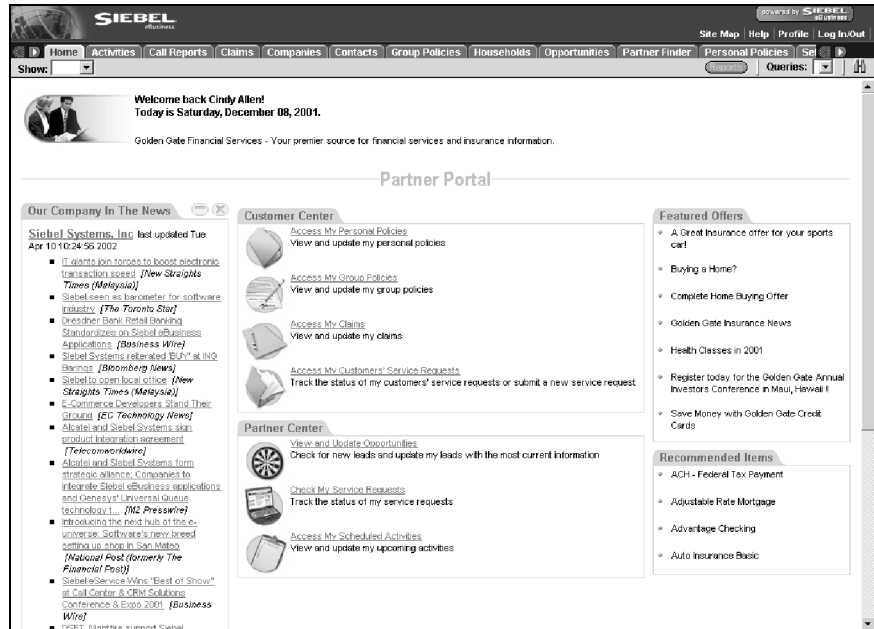 SIEBEL
eBusiness
powered by SIEBEL
eBusiness
Site Map | Help | Profile | Log In/Out
Home Activities Call Reports Claims Companies Contacts Group Policies Households Opportunities Partner Finder Personal Policies Se
Show:
Reports Queries:
Welcome back Cindy Allen!
Today is Saturday, December 08, 2001.
Golden Gate Financial Services - Your premier source for financial services and insurance information.
Partner Portal
Our Company In The News
Siebel Systems, Inc last updated Tue
Apr 10 10:24:56 2002
IT giants join forces to boost electronic
transaction speed [New Straights
Times (Malaysia)]
Siebel seen as barometer for software
industry [The Toronto Star]
Dresdner Bank Retail Banking
Standardizes on Siebel eBusiness
Applications [Business Wire]
Siebel Systems reiterated 'BUY' at ING
Barings [Bloomberg News]
Siebel to open local office [New
Straights Times (Malaysia)]
E-Commerce Developers Stand Their
Ground [EC Technology News]
Alcatel and Siebel Systems sign
product integration agreement
[Telecomworldwire]
Alcatel and Siebel Systems form
strategic alliance; Companies to
integrate Siebel eBusiness applications
and Genesys' Universal Queue
technology t... [M2 Presswire]
Introducing the next hub of the e-
universe. Software's new breed
setting up shop in San Mateo
[National Post (formerly The
Financial Post)]
Siebel eService Wins "Best of Show"
at Call Center & CRM Solutions
Conference & Expo 2001 [Business
Wire]
DSET, Nightfire support Siebel
Customer Center
Access My Personal Policies
View and update my personal policies
Access My Group Policies
View and update my group policies
Access My Claims
View and update my claims
Access My Customers' Service Requests
Track the status of my customers' service requests or submit a new service request
Partner Center
View and Update Opportunities
Check for new leads and update my leads with the most current information
Check My Service Requests
Track the status of my service requests
Access My Scheduled Activities
View and update my upcoming activities
Featured Offers
A Great Insurance offer for your sports
car!
Buying a Home?
Complete Home Buying Offer
Golden Gate Insurance News
Health Classes in 2001
Register today for the Golden Gate Annual
Investors Conference in Maui, Hawaii !!
Save Money with Golden Gate Credit
Cards
Recommended Items
ACH - Federal Tax Payment
Adjustable Rate Mortgage
Advantage Checking
Auto Insurance Basic